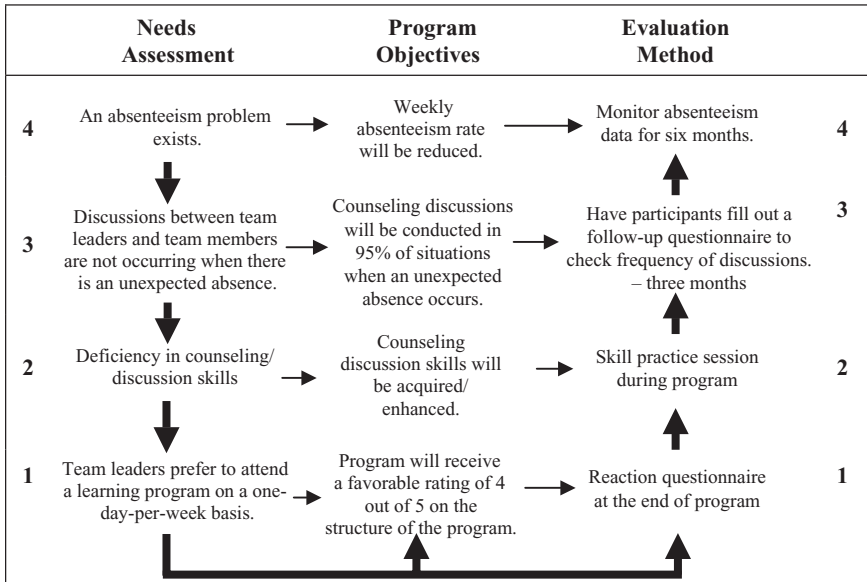 Needs
Assessment
Program
Objectives
Evaluation
Method
4
An absenteeism problem
exists.
Weekly
absenteeism rate
will be reduced.
Monitor absenteeism
data for six months.
4
3
Discussions between team
leaders and team members
are not occurring when there
is an unexpected absence.
Counseling discussions
will be conducted in
95% of situations
when an unexpected
absence occurs.
Have participants fill out a
follow-up questionnaire to
check frequency of discussions.
– three months
3
2
Deficiency in counseling/
discussion skills
Counseling
discussion skills will
be acquired/
enhanced.
Skill practice session
during program
2
1
Team leaders prefer to attend
a learning program on a one-
day-per-week basis.
Program will receive
a favorable rating of 4
out of 5 on the
structure of the program.
Reaction questionnaire
at the end of program
1